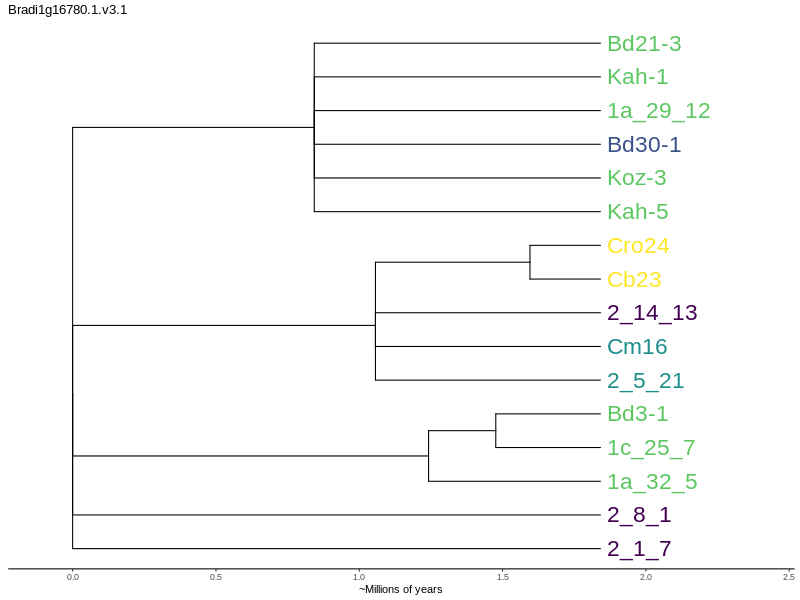 Bradi1g16780.1.v3.1
Bd21-3
Kah-1
1a_29_12
Bd30-1
Koz-3
Kah-5
Cro24
Cb23
2_14_13
Cm16
2_5_21
Bd3-1
1c_25_7
1a_32_5
2_8_1
2_1_7
0.0 0.5 1.0 1.5 2.0 2.5
~Millions of years